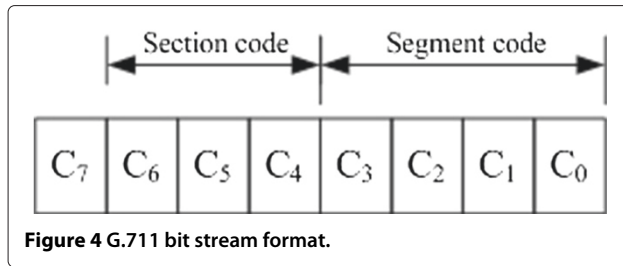 Section code Segment code
C₇ C₆ C₅ C₄ C₃ C₂ C₁ C₀
Figure 4 G.711 bit stream format.